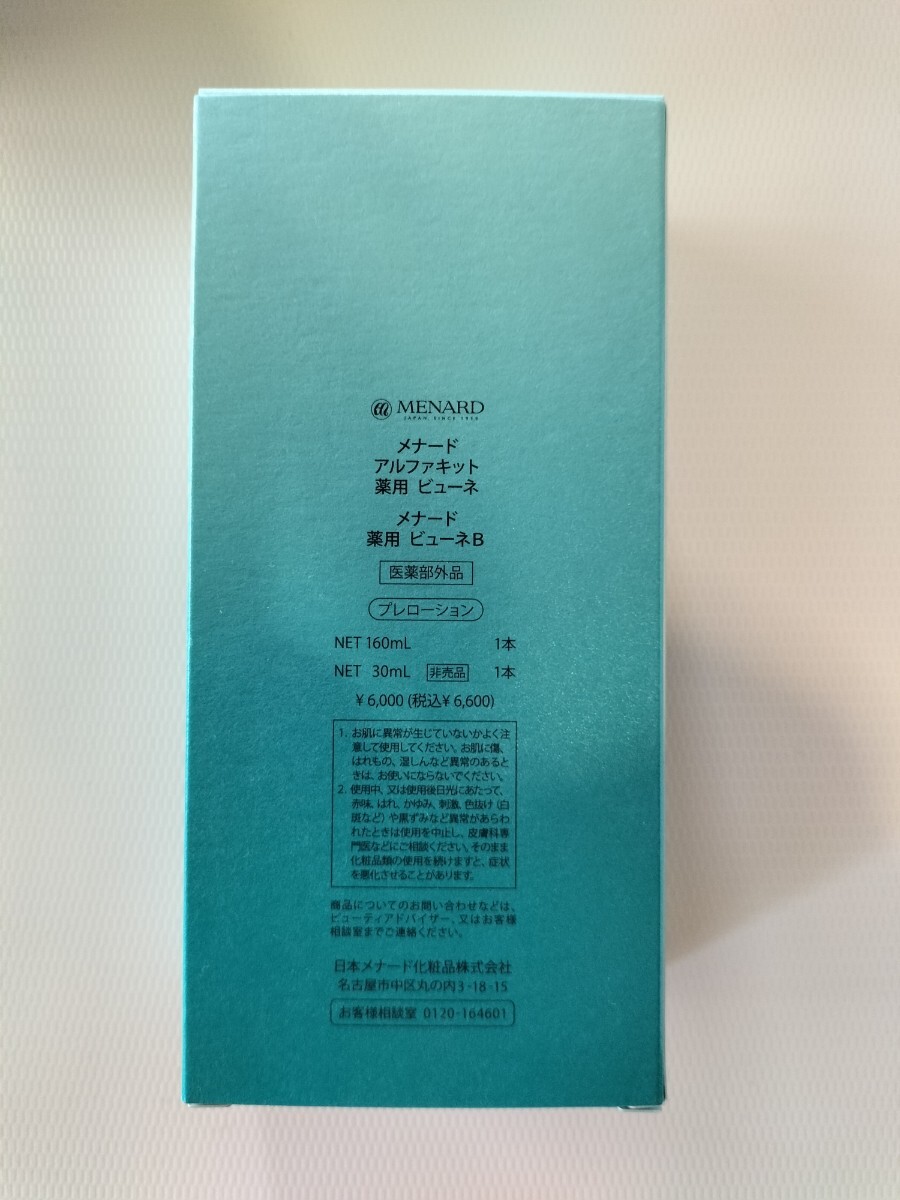 MENARD
JAPAN, SINCE 1959
メナード
アルファキット
薬用 ビューネ
メナード
薬用 ビューネB
医薬部外品
プレローション
NET 160mL 1本
NET 30mL 非売品 1本
¥6,000 (税込¥6,600)
1. お肌に異常が生じていないかよく注
意して使用してください。お肌に傷、
はれもの、湿しんなど異常のあると
きは、お使いにならないでください。
2. 使用中、又は使用後日光にあたって、
赤味、はれ、かゆみ、刺激、色抜け(白
斑など)や黒ずみなど異常があらわ
れたときは使用を中止し、皮膚科専
門医などにご相談ください。そのまま
化粧品類の使用を続けますと、症状
を悪化させることがあります。
商品についてのお問い合わせなどは、
ビューティアドバイザー、又はお客様
相談室までご連絡ください。
日本メナード化粧品株式会社
名古屋市中区丸の内3-18-15
お客様相談室 0120-164601